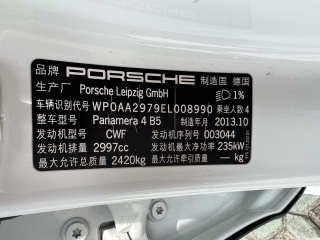 品牌 PORSCHE 制造国 德国
生产厂 Porsche Leipzig GmbH 1%
车辆识别代号 WP0AA2979EL008990 乘坐人数 4
整车型号 Panamera 4 B5 制造年月 2013.10
发动机型号 CWF 发动机序列号 003044
发动机排量 2997cc 发动机最大净功率 235kW
最大允许总质量 2420kg 最大允许牵引质量 — kg